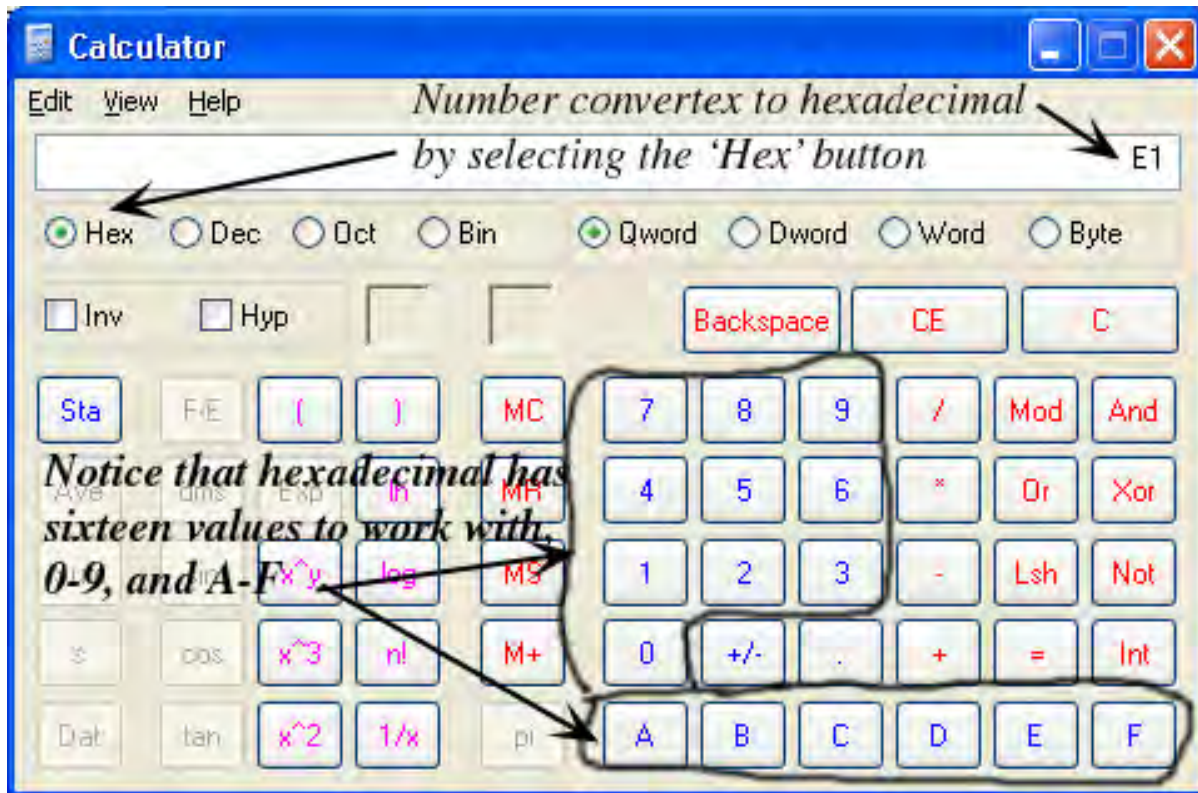 Calculator
Edit View Help
Number convertex to hexadecimal
by selecting the ‘Hex’ button
E1
Hex Dec Oct Bin Qword Dword Word Byte
Inv Hyp Backspace CE C
Sta F-E ( ) MC 7 8 9 / Mod And
Notice that hexadecimal has
Ave dms Exp ln MR 4 5 6 * Or Xor
sixteen values to work with,
0-9, and A-F
x^y log MS 1 2 3 - Lsh Not
s cos x^3 n! M+ 0 +/- . + = Int
Dat tan x^2 1/x pi A B C D E F